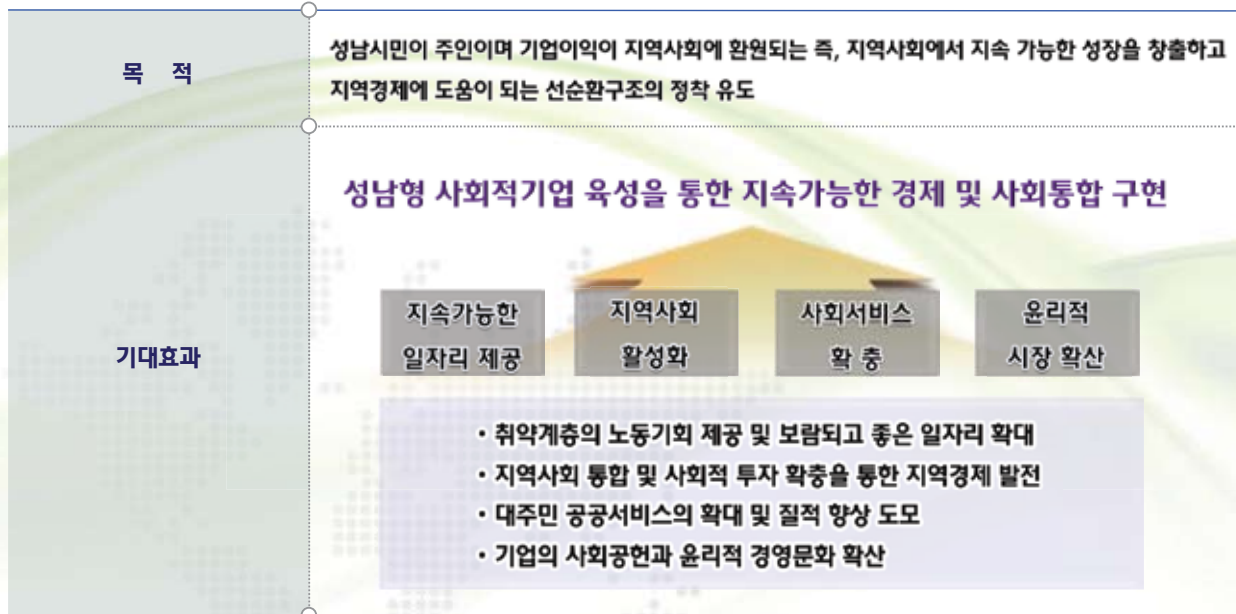 목 적
성남시민이 주인이며 기업이익이 지역사회에 환원되는 즉, 지역사회에서 지속 가능한 성장을 창출하고
지역경제에 도움이 되는 선순환구조의 정착 유도
기대효과
성남형 사회적기업 육성을 통한 지속가능한 경제 및 사회통합 구현
지속가능한
일자리 제공
지역사회
활성화
사회서비스
확 충
윤리적
시장 확산
• 취약계층의 노동기회 제공 및 보람되고 좋은 일자리 확대
• 지역사회 통합 및 사회적 투자 확충을 통한 지역경제 발전
• 대주민 공공서비스의 확대 및 질적 향상 도모
• 기업의 사회공헌과 윤리적 경영문화 확산